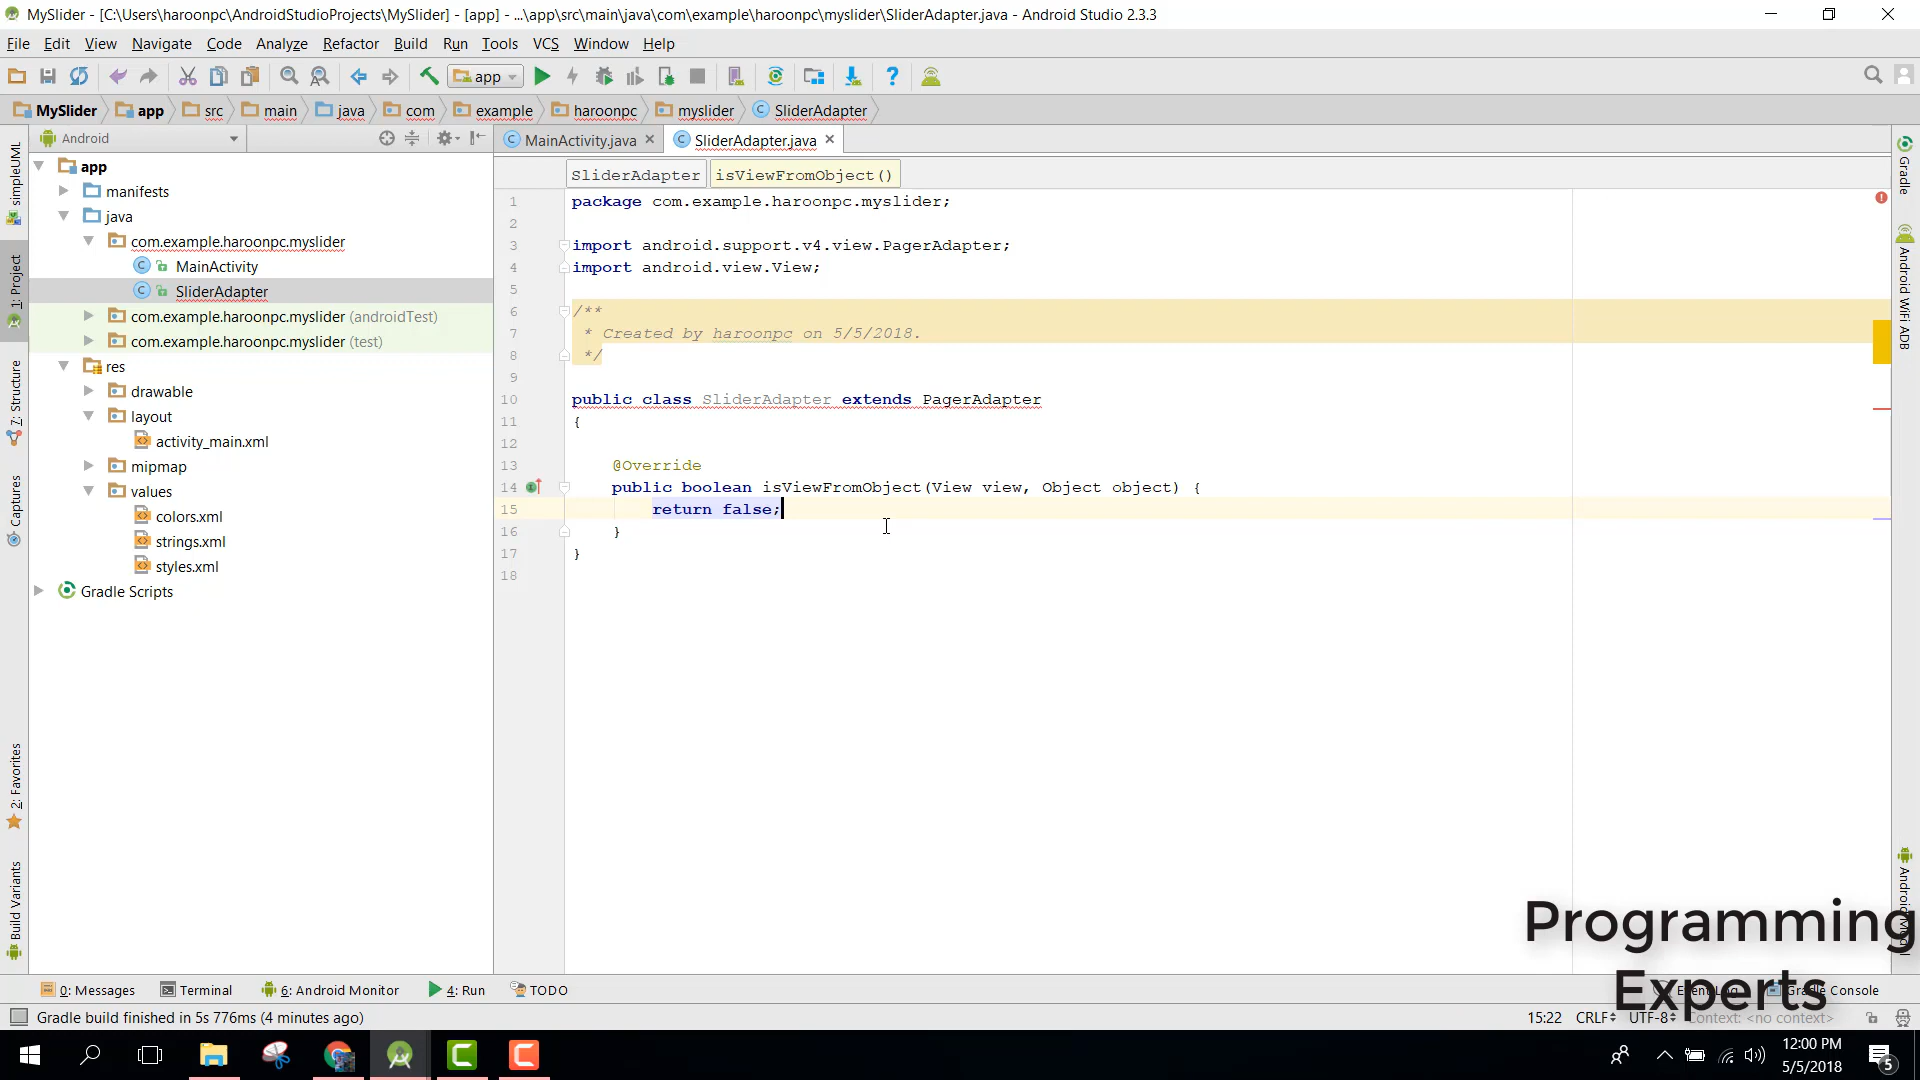 MySlider - [C:\Users\haroonpc\AndroidStudioProjects\MySlider] - [app] - ...\app\src\main\java\com\example\haroonpc\myslider\SliderAdapter.java - Android Studio 2.3.3
File Edit View Navigate Code Analyze Refactor Build Run Tools VCS Window Help
app
MySlider app src main java com example haroonpc myslider SliderAdapter
Android
MainActivity.java SliderAdapter.java
SliderAdapter isViewFromObject()
app
manifests
java
com.example.haroonpc.myslider
MainActivity
SliderAdapter
com.example.haroonpc.myslider (androidTest)
com.example.haroonpc.myslider (test)
res
drawable
layout
activity_main.xml
mipmap
values
colors.xml
strings.xml
styles.xml
Gradle Scripts
simpleUML
1: Project
7: Structure
Captures
2: Favorites
Build Variants
1 package com.example.haroonpc.myslider;
2
3 import android.support.v4.view.PagerAdapter;
4 import android.view.View;
5
6 /**
7 * Created by haroonpc on 5/5/2018.
8 */
9
10 public class SliderAdapter extends PagerAdapter
11 {
12
13 @Override
14 public boolean isViewFromObject(View view, Object object) {
15 return false;
16 }
17 }
18
Gradle
Android WiFi ADB
Programming
Experts
0: Messages Terminal 6: Android Monitor 4: Run TODO Event Log Gradle Console
Gradle build finished in 5s 776ms (4 minutes ago)
15:22 CRLF UTF-8 Context: <no context>
12:00 PM
5/5/2018
5